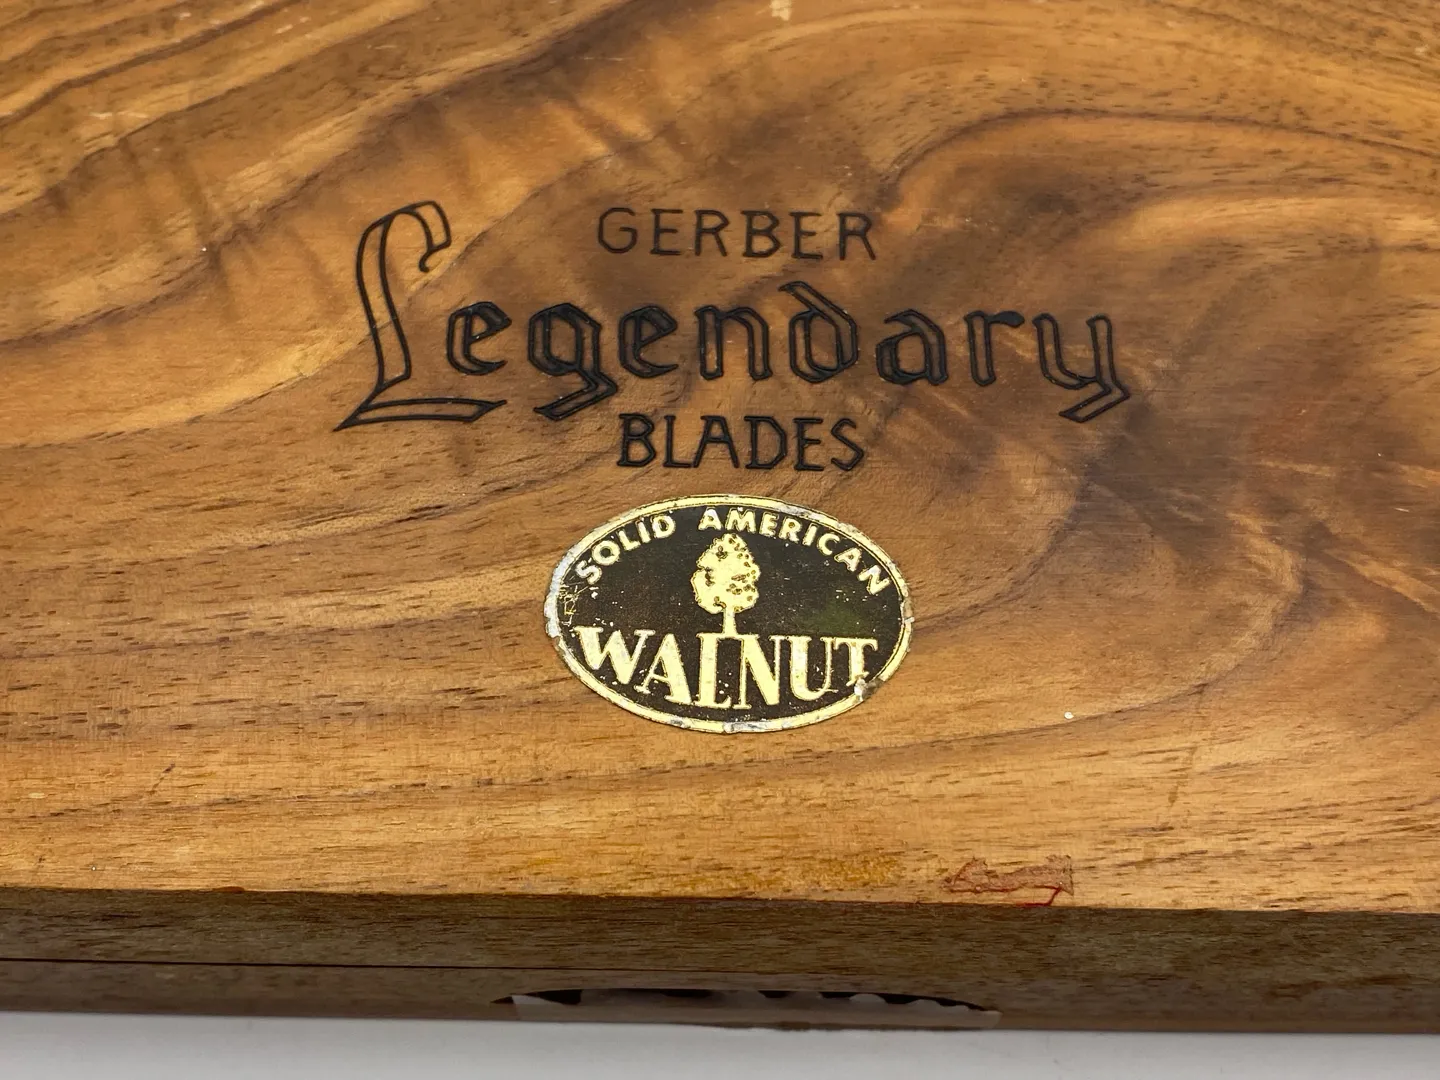 GERBER
Legendary
BLADES
SOLID AMERICAN
WALNUT